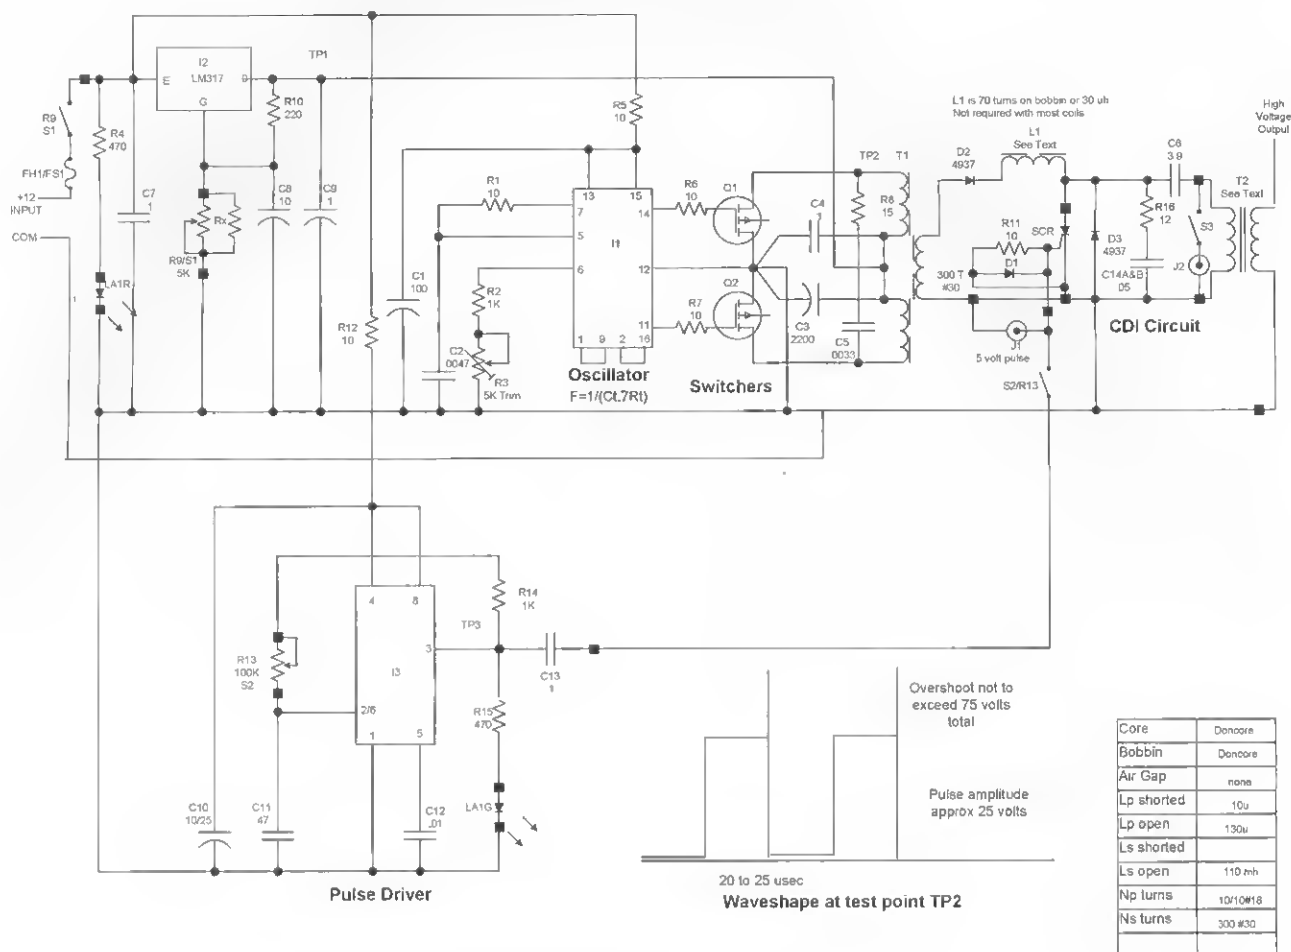 I2
LM317
E
9
G
TP1
R9
S1
FH1/FS1
+12
INPUT
COM
R4
470
C7
.1
R10
220
C8
10
C9
1
Rx
R9/S1
5K
LA1R
R12
10
C1
100
R5
10
R1
10
R2
1K
C2
.0047
R3
5K Trim
13
15
7
5
6
14
12
11
I1
1
9
2
16
Oscillator
F=1/(Ct.7Rt)
R6
10
R7
10
Q1
Q2
Switchers
C4
1
C3
2200
TP2
T1
R8
15
C5
.0033
300 T
#30
D2
4937
L1 is 70 turns on bobbin or 30 uh
Not required with most coils
L1
See Text
R11
10
D1
SCR
D3
4937
R16
12
C14A&B
.05
C6
3.9
S3
J2
T2
See Text
High
Voltage
Output
J1
5 volt pulse
S2/R13
CDI Circuit
4
8
3
I3
2/6
1
5
R13
100K
S2
R14
1K
TP3
C13
1
R15
470
LA1G
C10
10/25
C11
.47
C12
.01
Pulse Driver
Overshoot not to
exceed 75 volts
total
Pulse amplitude
approx 25 volts
20 to 25 usec
Waveshape at test point TP2
Core Doncore
Bobbin Doncore
Air Gap none
Lp shorted 10u
Lp open 130u
Ls shorted
Ls open 110 mh
Np turns 10/10#18
Ns turns 300 #30